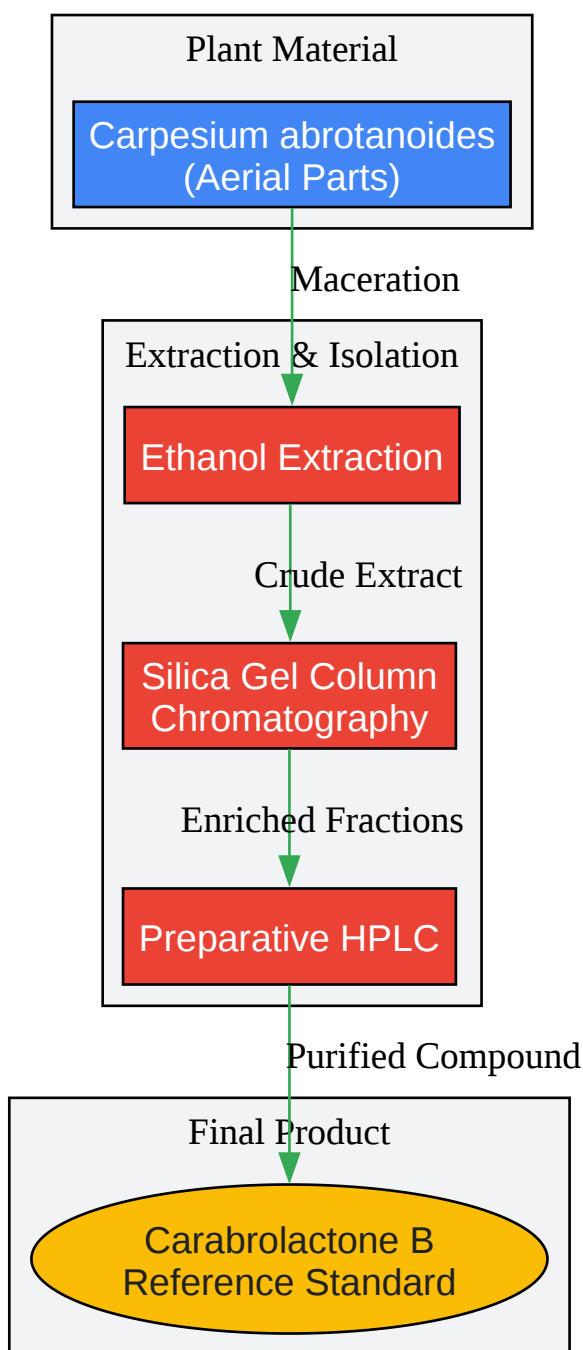 Plant Material
Carpesium abrotanoides
(Aerial Parts)
Maceration
Extraction & Isolation
Ethanol Extraction
Crude Extract
Silica Gel Column
Chromatography
Enriched Fractions
Preparative HPLC
Purified Compound
Final Product
Carabrolactone B
Reference Standard